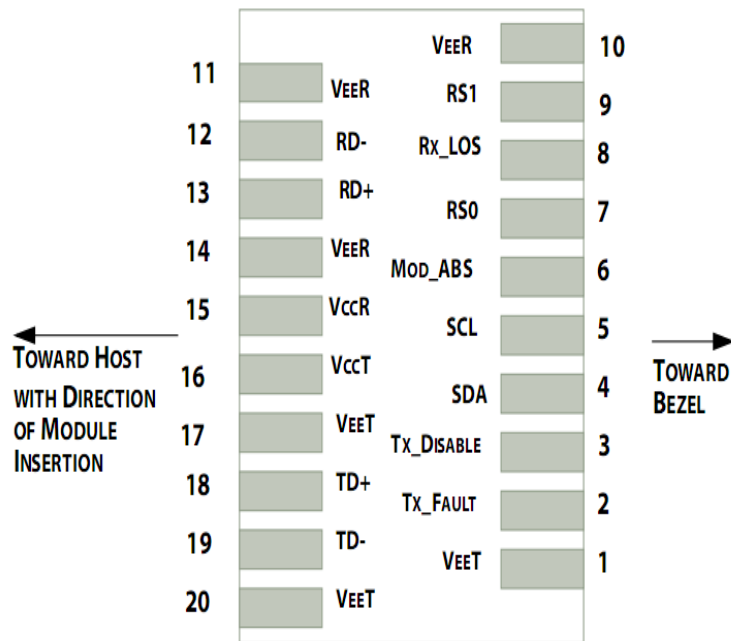 11 VEER
12 RD-
13 RD+
14 VEER
15 VCCR
16 VCCT
17 VEET
18 TD+
19 TD-
20 VEET
VEER 10
RS1 9
RX_LOS 8
RS0 7
MOD_ABS 6
SCL 5
SDA 4
TX_DISABLE 3
TX_FAULT 2
VEET 1
TOWARD HOST
WITH DIRECTION
OF MODULE
INSERTION
TOWARD
BEZEL